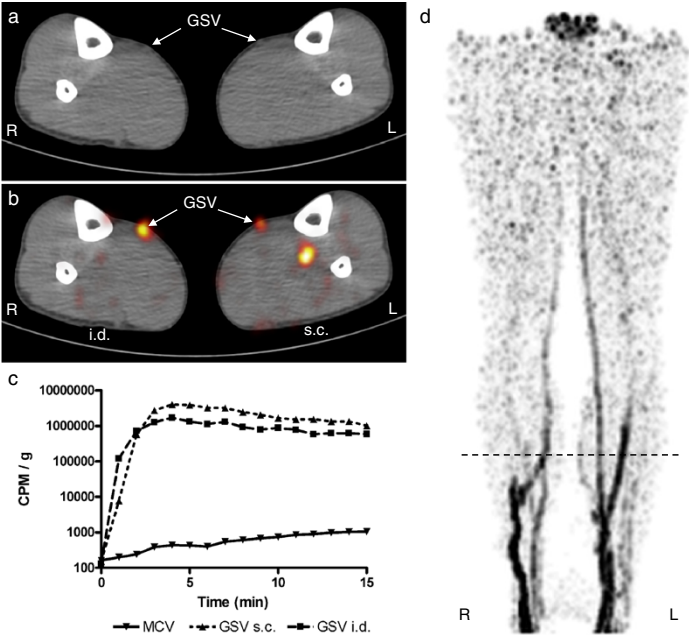 a
GSV
R
L
b
GSV
R
L
i.d.
s.c.
c
10000000
1000000
100000
10000
1000
100
CPM / g
0
5
10
15
Time (min)
MCV
GSV s.c.
GSV i.d.
d
R
L